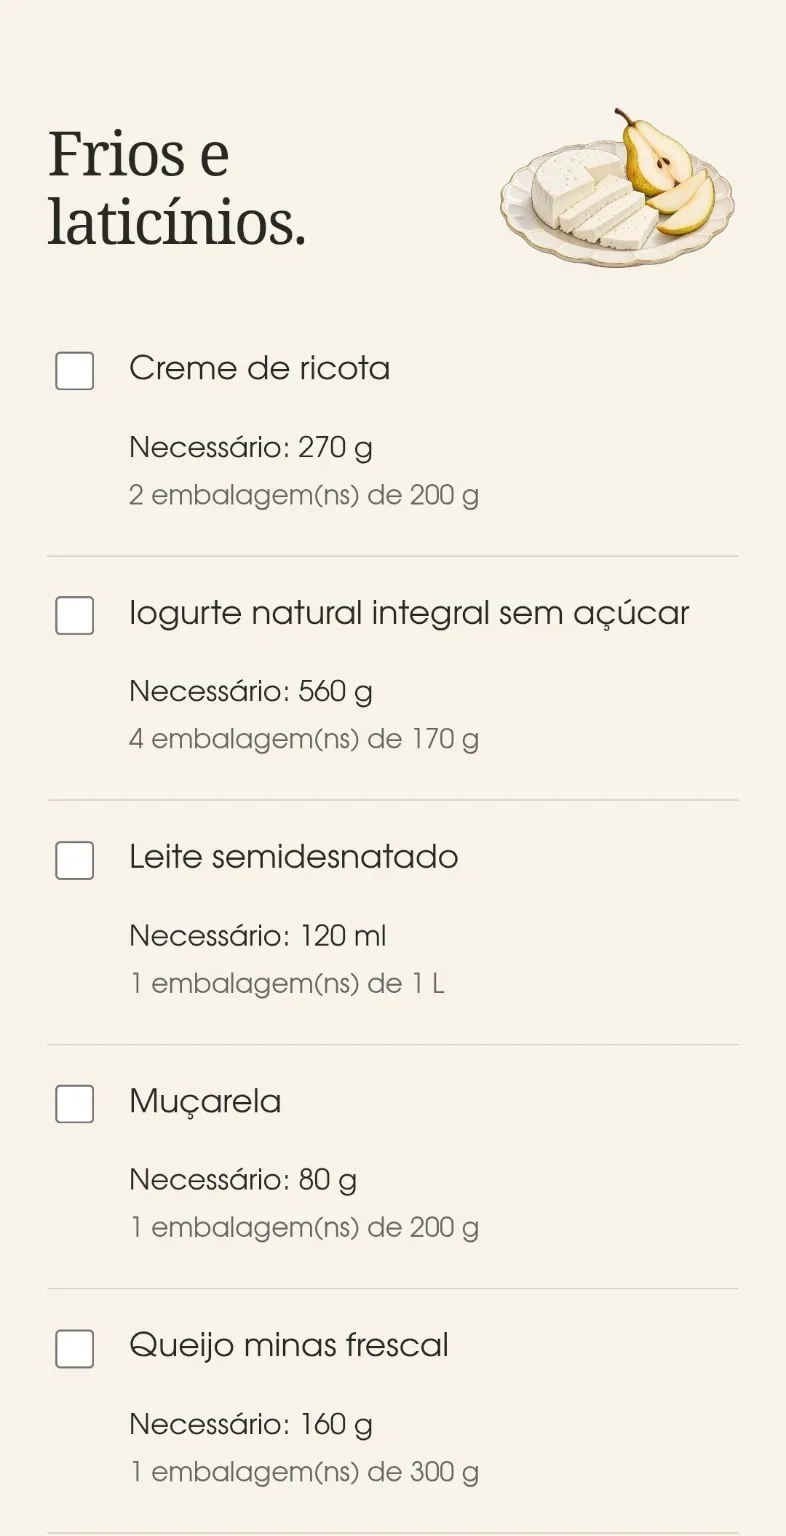 Frios e
laticínios.
Creme de ricota
Necessário: 270 g
2 embalagem(ns) de 200 g
Iogurte natural integral sem açúcar
Necessário: 560 g
4 embalagem(ns) de 170 g
Leite semidesnatado
Necessário: 120 ml
1 embalagem(ns) de 1 L
Muçarela
Necessário: 80 g
1 embalagem(ns) de 200 g
Queijo minas frescal
Necessário: 160 g
1 embalagem(ns) de 300 g